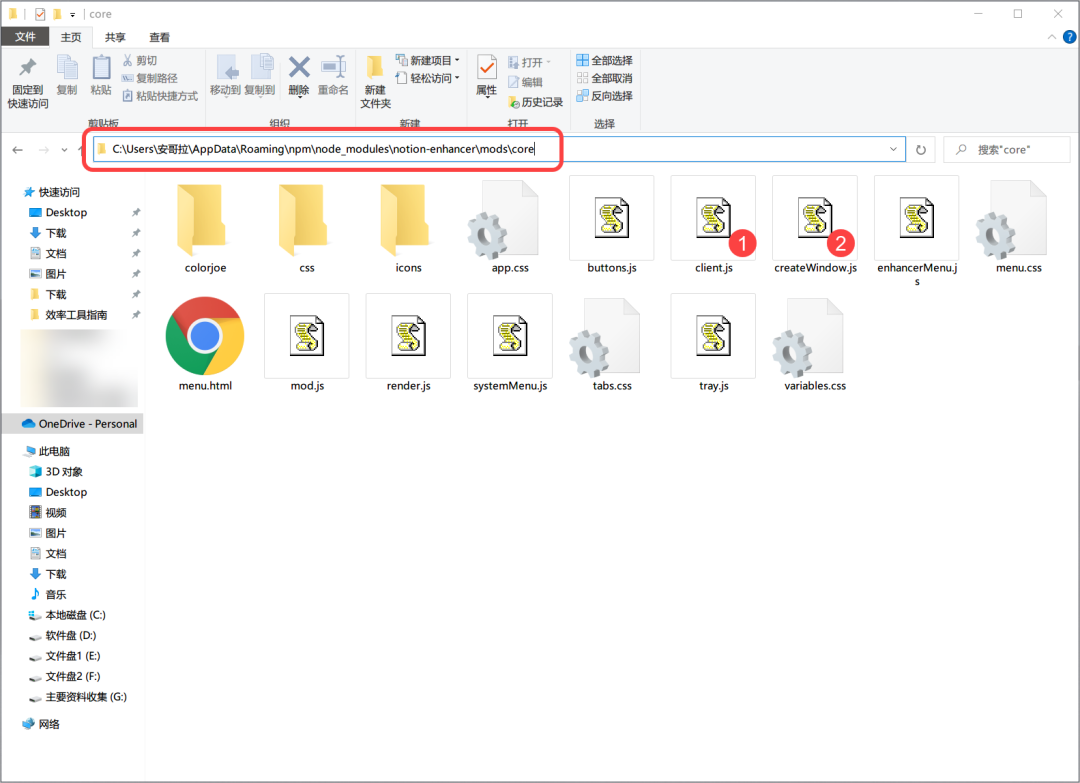 core
文件 主页 共享 查看
固定到快速访问
复制
粘贴
剪切
复制路径
粘贴快捷方式
剪贴板
移动到
复制到
删除
重命名
组织
新建文件夹
新建项目
轻松访问
新建
属性
打开
编辑
历史记录
打开
全部选择
全部取消
反向选择
选择
C:\Users\安哥拉\AppData\Roaming\npm\node_modules\notion-enhancer\mods\core
搜索"core"
快速访问
Desktop
下载
文档
图片
下载
效率工具指南
OneDrive - Personal
此电脑
3D 对象
Desktop
视频
图片
文档
下载
音乐
本地磁盘 (C:)
软件盘 (D:)
文件盘1 (E:)
文件盘2 (F:)
主要资料收集 (G:)
网络
colorjoe
css
icons
app.css
buttons.js
1
client.js
2
createWindow.js
enhancerMenu.j
s
menu.css
menu.html
mod.js
render.js
systemMenu.js
tabs.css
tray.js
variables.css